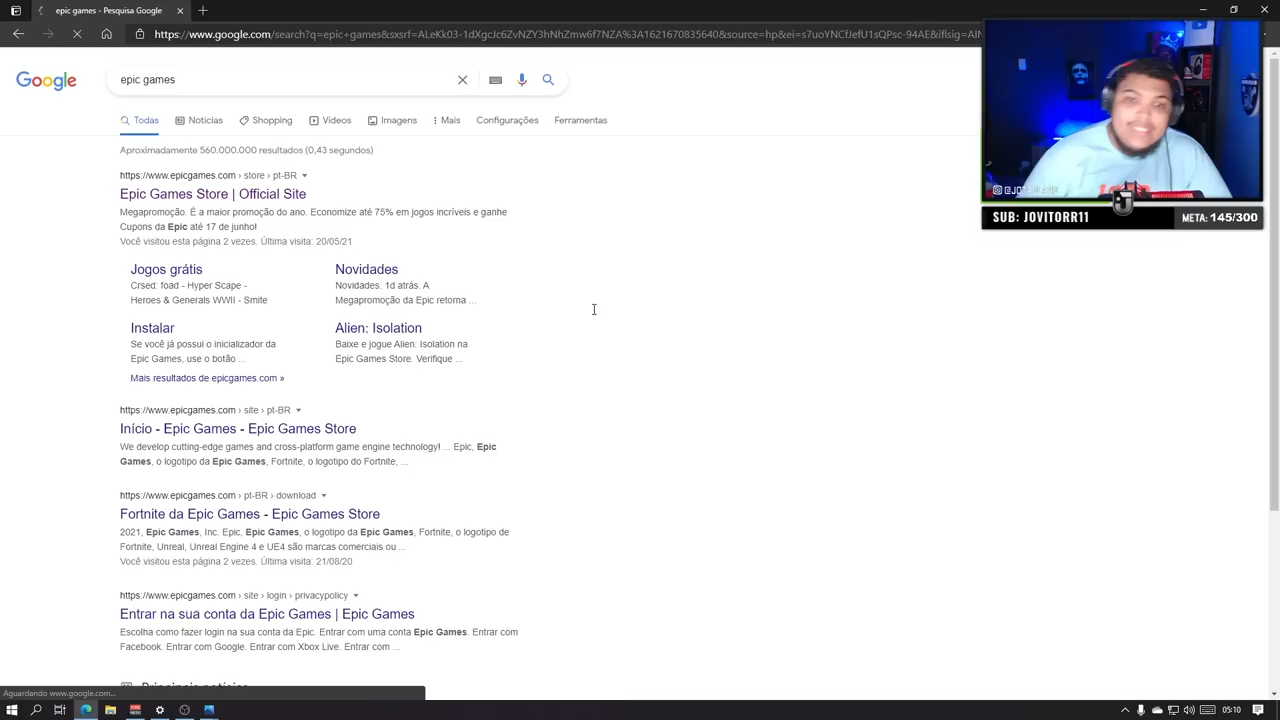 epic games - Pesquisa Google
https://www.google.com/search?q=epic+games&sxsrf=ALeKk03-1dXgcJc6ZvNZY3hNhZmw6f7NZA%3A1621670835640&source=hp&ei=s7uoYNCfJefU1sQPsc-94AE&iflsig=AIN
Google
epic games
Todas
Notícias
Shopping
Vídeos
Imagens
Mais
Configurações
Ferramentas
Aproximadamente 560.000.000 resultados (0,43 segundos)
https://www.epicgames.com › store › pt-BR
Epic Games Store | Official Site
Megapromoção. É a maior promoção do ano. Economize até 75% em jogos incríveis e ganhe
Cupons da Epic até 17 de junho!
Você visitou esta página 2 vezes. Última visita: 20/05/21
Jogos grátis
Crsed: foad - Hyper Scape -
Heroes & Generals WWII - Smite
Novidades
Novidades. 1d atrás. A
Megapromoção da Epic retorna ...
Instalar
Se você já possui o inicializador da
Epic Games, use o botão ...
Alien: Isolation
Baixe e jogue Alien: Isolation na
Epic Games Store. Verifique ...
Mais resultados de epicgames.com »
https://www.epicgames.com › site › pt-BR
Início - Epic Games - Epic Games Store
We develop cutting-edge games and cross-platform game engine technology! ... Epic, Epic
Games, o logotipo da Epic Games, Fortnite, o logotipo do Fortnite, ...
https://www.epicgames.com › pt-BR › download
Fortnite da Epic Games - Epic Games Store
2021, Epic Games, Inc. Epic, Epic Games, o logotipo da Epic Games, Fortnite, o logotipo de
Fortnite, Unreal, Unreal Engine 4 e UE4 são marcas comerciais ou ...
Você visitou esta página 2 vezes. Última visita: 21/08/20
https://www.epicgames.com › site › login › privacypolicy
Entrar na sua conta da Epic Games | Epic Games
Escolha como fazer login na sua conta da Epic. Entrar com uma conta Epic Games. Entrar com
Facebook. Entrar com Google. Entrar com Xbox Live. Entrar com ...
Principais notícias
Aguardando www.google.com...
SUB: JOVITORR11
META: 145/300
05:10